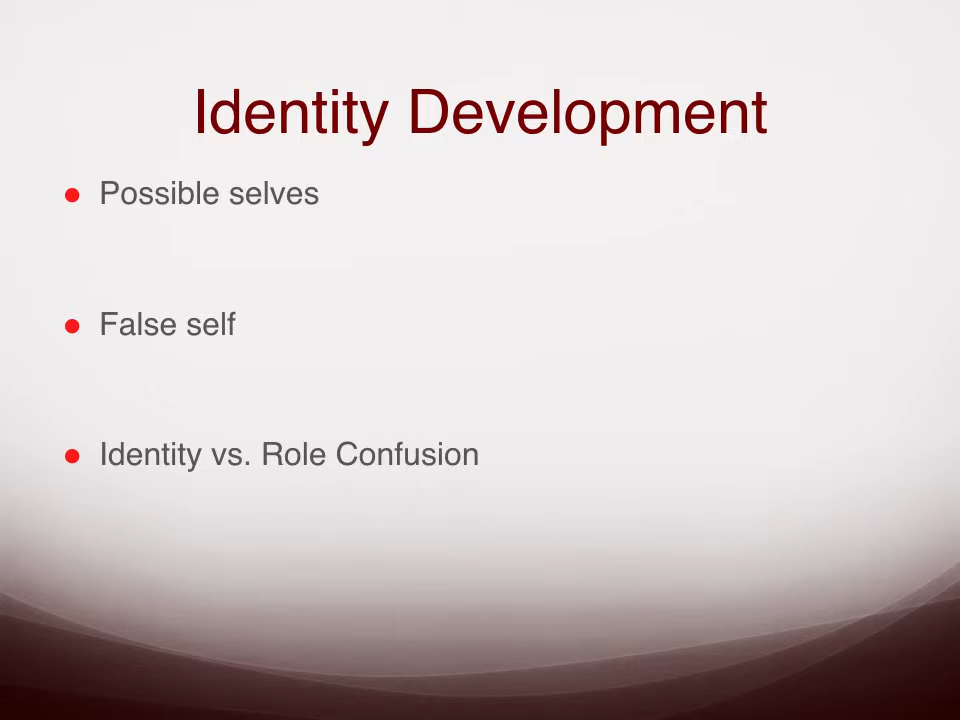 Identity Development
● Possible selves
● False self
● Identity vs. Role Confusion